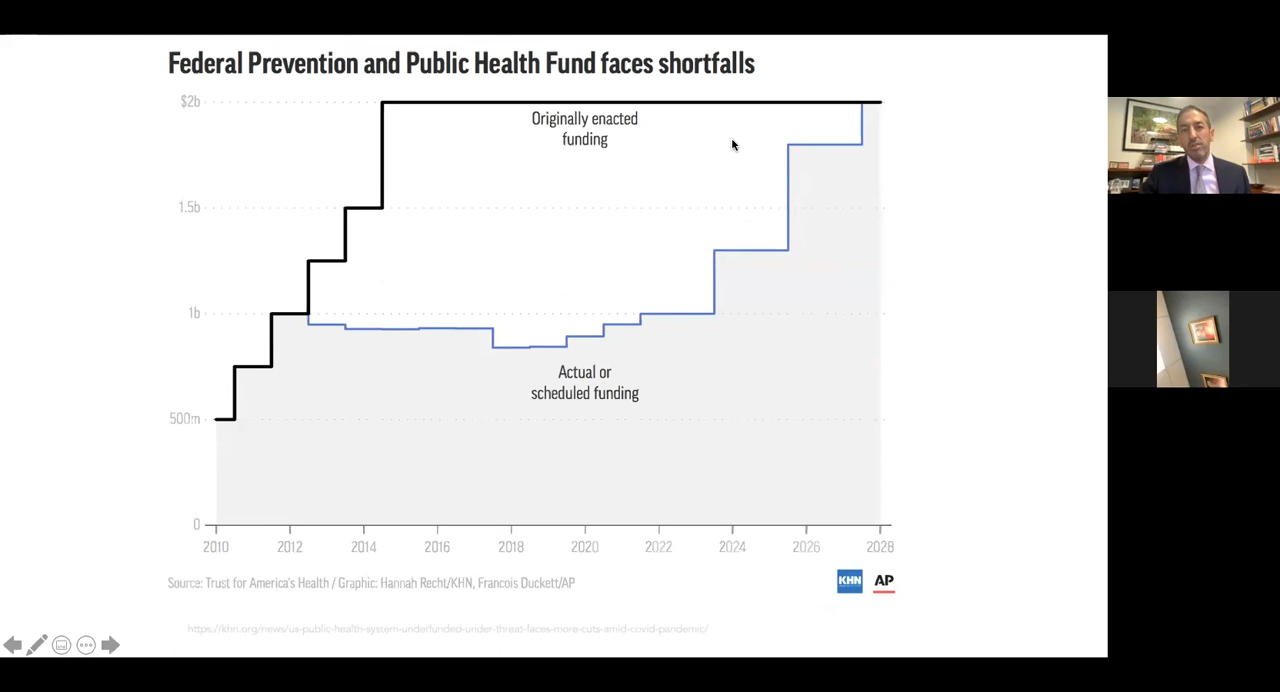 Federal Prevention and Public Health Fund faces shortfalls
$2b
Originally enacted
funding
1.5b
1b
Actual or
scheduled funding
500m
0
2010 2012 2014 2016 2018 2020 2022 2024 2026 2028
Source: Trust for America's Health / Graphic: Hannah Recht/KHN, Francois Duckett/AP
KHN AP
https://khn.org/news/us-public-health-system-underfunded-under-threat-faces-more-cuts-amid-covid-pandemic/